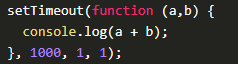 setTimeout(function (a,b) {
  console.log(a + b);
}, 1000, 1, 1);